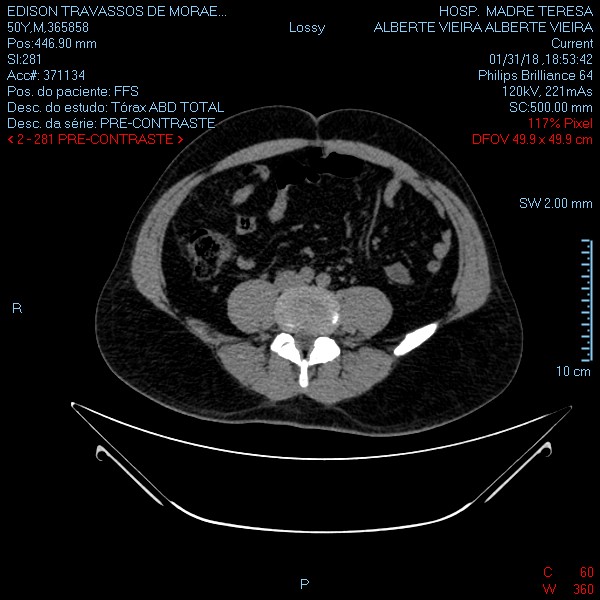 EDISON TRAVASSOS DE MORAE...
50Y,M,365858
Pos:446.90 mm
Sl:281
Acc#: 371134
Pos. do paciente: FFS
Desc. do estudo: Tórax ABD TOTAL
Desc. da série: PRE-CONTRASTE
< 2 - 281 PRE-CONTRASTE >
Lossy
HOSP. MADRE TERESA
ALBERTE VIEIRA ALBERTE VIEIRA
Current
01/31/18 ,18:53:42
Philips Brilliance 64
120kV, 221mAs
SC:500.00 mm
117% Pixel
DFOV 49.9 x 49.9 cm
SW 2.00 mm
R
10 cm
P
C 60
W 360